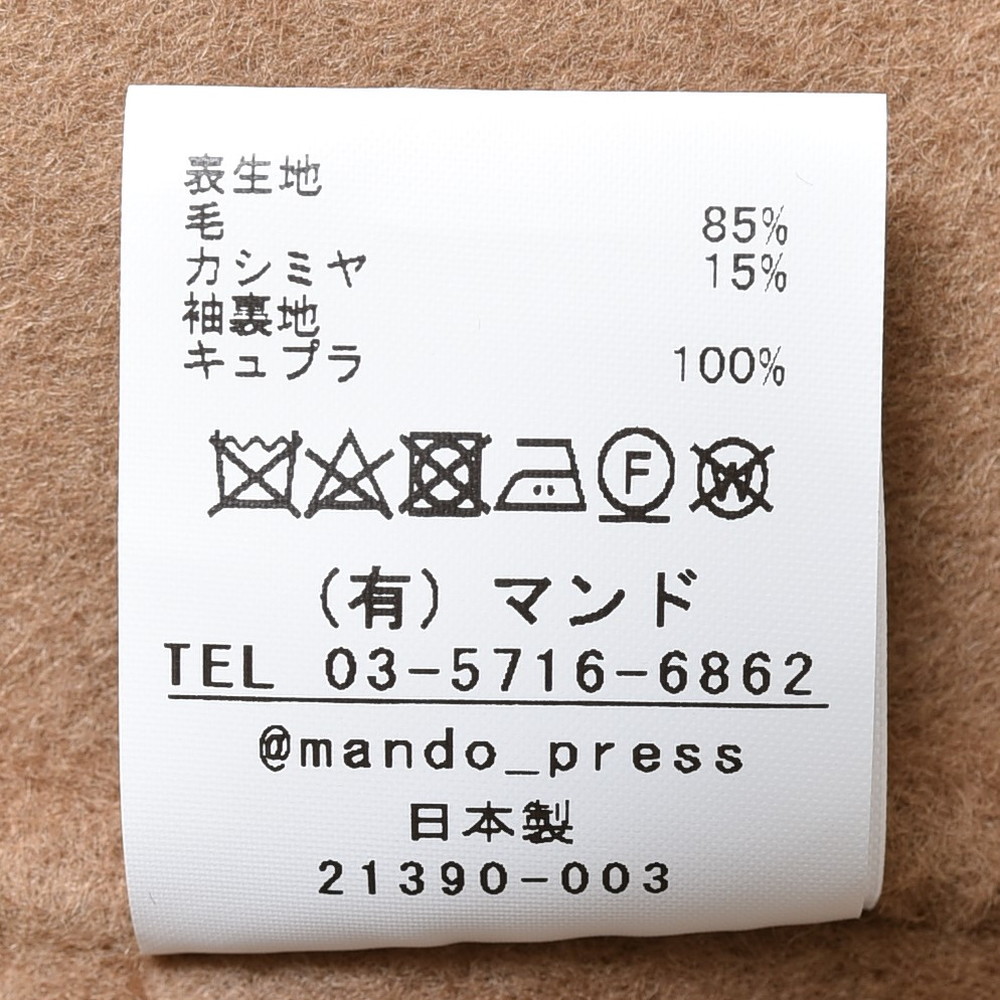 表生地
毛 85%
カシミヤ 15%
袖裏地
キュプラ 100%
F W
(有) マンド
TEL 03-5716-6862
@mando_press
日本製
21390-003